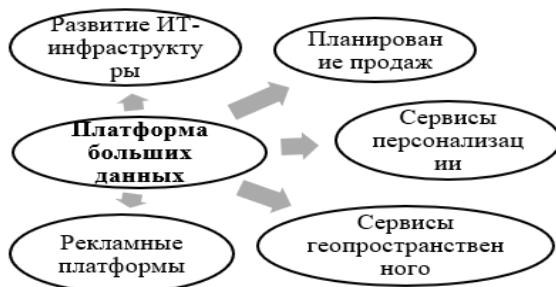 Развитие ИТ-
инфраструкту
ры
Планирован
ие продаж
Платформа
больших
данных
Сервисы
персонализац
ии
Рекламные
платформы
Сервисы
геопространствен
ного